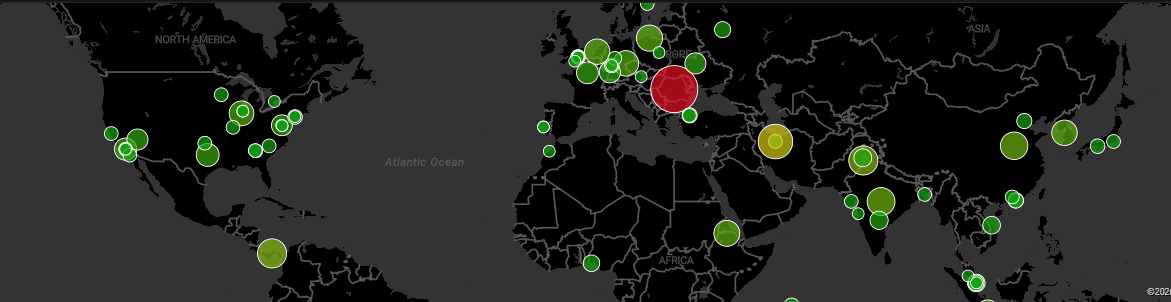 NORTH AMERICA
ASIA
Atlantic Ocean
AFRICA